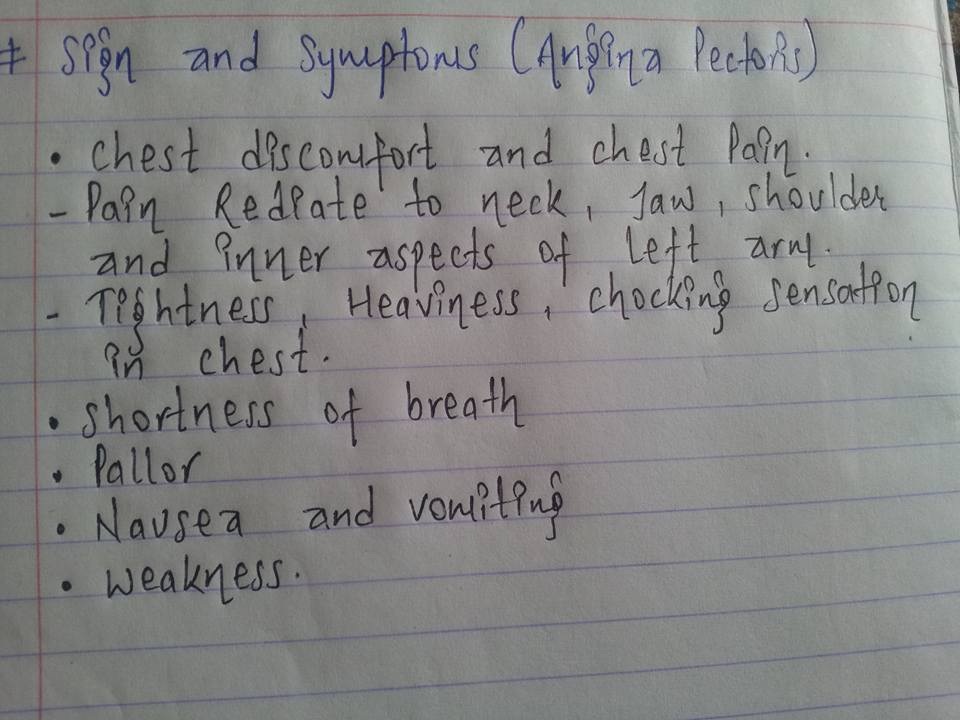 # Sign and Symptoms (Angina Pectoris)
• Chest discomfort and chest Pain.
- Pain Rediate to neck, Jaw, shoulder
and inner aspects of Left arm.
- Tightness, Heaviness, chocking sensation
in chest.
• Shortness of breath
• Pallor
• Nausea and vomiting
• Weakness.